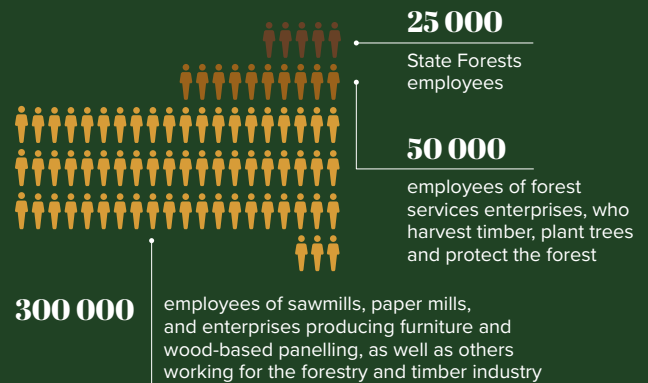 25 000
State Forests
employees
50 000
employees of forest
services enterprises, who
harvest timber, plant trees
and protect the forest
300 000
employees of sawmills, paper mills,
and enterprises producing furniture and
wood-based panelling, as well as others
working for the forestry and timber industry